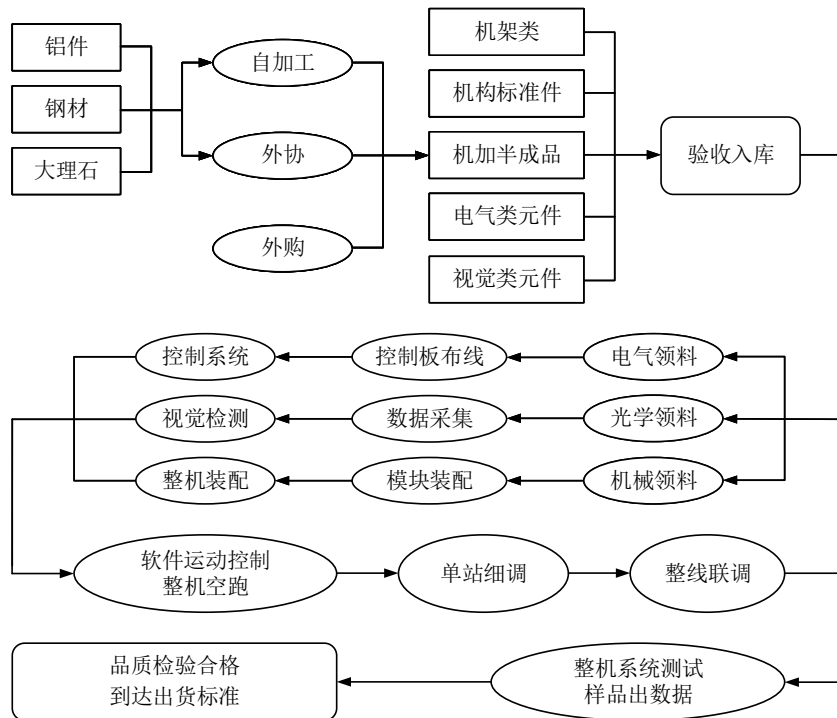 铝件
钢材
大理石
自加工
外协
外购
机架类
机构标准件
机加半成品
电气类元件
视觉类元件
验收入库
控制系统
控制板布线
电气领料
视觉检测
数据采集
光学领料
整机装配
模块装配
机械领料
软件运动控制
整机空跑
单站细调
整线联调
品质检验合格
到达出货标准
整机系统测试
样品出数据